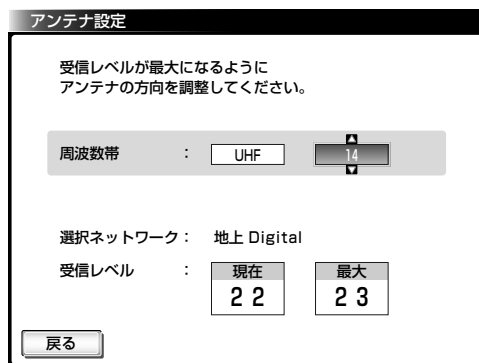 アンテナ設定
受信レベルが最大になるように
アンテナの方向を調整してください。
周波数帯 : UHF 14
選択ネットワーク : 地上 Digital
受信レベル : 現在 最大
22 23
戻る